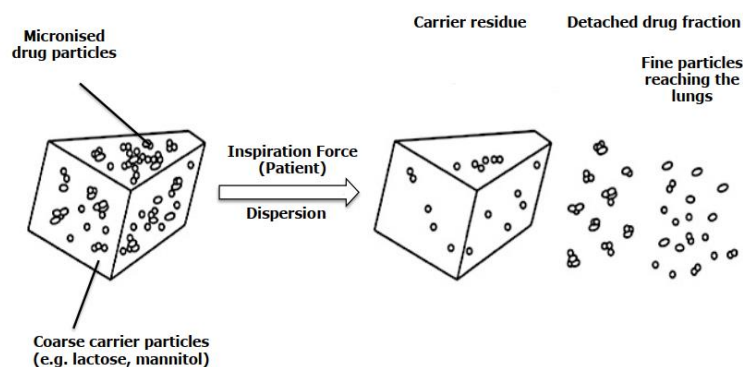 Micronised
drug particles
Carrier residue
Detached drug fraction
Fine particles
reaching the
lungs
Inspiration Force
(Patient)
Dispersion
Coarse carrier particles
(e.g. lactose, mannitol)